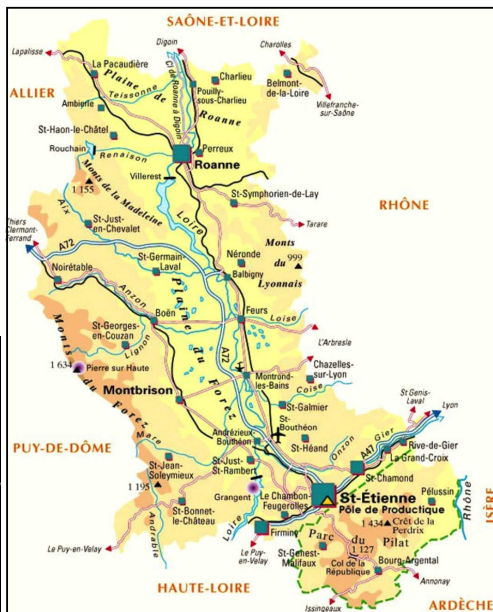 SAÔNE-ET-LOIRE
Lapalisse
Digoin
Charolles
La Pacaudière
Plaine de Roanne
Teissonne
Cl de Roanne à Digoin
Charlieu
Pouilly-
sous-Charlieu
Belmont-
de-la-Loire
Villefranche-
sur-Saône
ALLIER
Ambierle
St-Haon-le-Châtel
Rouchain
Renaison
Perreux
Roanne
Villerest
1 155
Monts de la Madeleine
St-Symphorien-de-Lay
RHÔNE
Tarare
Aix
Loire
St-Just-
en-Chevalet
Thiers
Clermont-
Ferrand
A72
Néronde
Monts
du
Lyonnais
999
St-Germain
Laval
Balbigny
Noirétable
Anzon
Plaine du Forez
Boën
Feurs
Loise
St-Georges-
en-Couzan
Lignon
A72
L'Arbresle
Monts du Forez
1 634
Pierre sur Haute
Chazelles-
sur-Lyon
Montrond-
les-Bains
Coise
Montbrison
St-Galmier
St Genis-
Laval
Lyon
PUY-DE-DÔME
Mare
Andrézieux-
Bouthéon
St-
Bouthéon
St-Héand
Onzon
A47
Gier
Rive-de-Gier
La Grand-Croix
St-Jean-
Soleymieux
1 195
St-Just-
St-Rambert
St-Chamond
Grangent
Andrable
St-Bonnet-
le-Château
Le Chambon-
Feugerolles
St-Étienne
Pôle de Productique
Pélussin
Rhône
ISÈRE
Loire
Firminy
1 434
Crêt de la
Perdrix
Le Puy-en-Velay
Le Puy-
en-Velay
Parc
du
Pilat
St-Genest-
Malifaux
1 127
Col de la
République
Bourg-Argental
Annonay
HAUTE-LOIRE
Issingeaux
ARDÈCHE